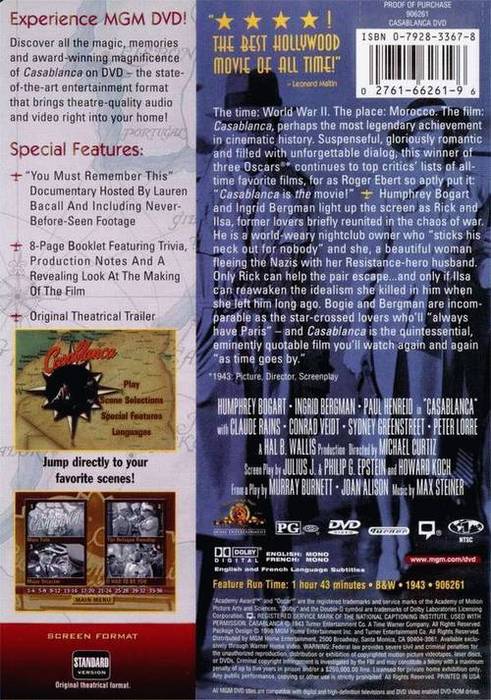 Experience MGM DVD!
Discover all the magic, memories
and award-winning magnificence
of Casablanca on DVD – the state-
of-the-art entertainment format
that brings theatre-quality audio
and video right into your home!
Special Features:
"You Must Remember This"
Documentary Hosted By Lauren
Bacall And Including Never-
Before-Seen Footage
8-Page Booklet Featuring Trivia,
Production Notes And A
Revealing Look At The Making
Of The Film
Original Theatrical Trailer
Casablanca
Play
Scene Selections
Special Features
Languages
Jump directly to your
favorite scenes!
MAIN MENU
SCREEN FORMAT
STANDARD
VERSION
Original theatrical format.
"★ ★ ★ ★!
THE BEST HOLLYWOOD
MOVIE OF ALL TIME!"
– Leonard Maltin
PROOF OF PURCHASE
906261
CASABLANCA DVD
ISBN 0-7928-3367-8
0 27616 66261 9 6
The time: World War II. The place: Morocco. The film:
Casablanca, perhaps the most legendary achievement
in cinematic history. Suspenseful, gloriously romantic
and filled with unforgettable dialog, this winner of
three Oscars®* continues to top critics' lists of all-
time favorite films, for as Roger Ebert so aptly put it:
"Casablanca is the movie!" Humphrey Bogart
and Ingrid Bergman light up the screen as Rick and
Ilsa, former lovers briefly reunited in the chaos of war.
He is a world-weary nightclub owner who "sticks his
neck out for nobody" and she, a beautiful woman
fleeing the Nazis with her Resistance-hero husband.
Only Rick can help the pair escape...and only if Ilsa
can reawaken the idealism she killed in him when
she left him long ago. Bogie and Bergman are incom-
parable as the star-crossed lovers who'll "always
have Paris" – and Casablanca is the quintessential,
eminently quotable film you'll watch again and again
"as time goes by."
*1943: Picture, Director, Screenplay
HUMPHREY BOGART · INGRID BERGMAN · PAUL HENREID in "CASABLANCA"
with CLAUDE RAINS · CONRAD VEIDT · SYDNEY GREENSTREET · PETER LORRE
A HAL B. WALLIS Production Directed by MICHAEL CURTIZ
Screen Play by JULIUS J. & PHILIP G. EPSTEIN and HOWARD KOCH
From a Play by MURRAY BURNETT · JOAN ALISON Music by MAX STEINER
HOME ENTERTAINMENT
PG
DVD
VIDEO
turner
NTSC
DOLBY
DIGITAL
ENGLISH: MONO
FRENCH: MONO
English and French Language Subtitles
www.mgm.com/dvd
Feature Run Time: 1 hour 43 minutes · B&W · 1943 · 906261